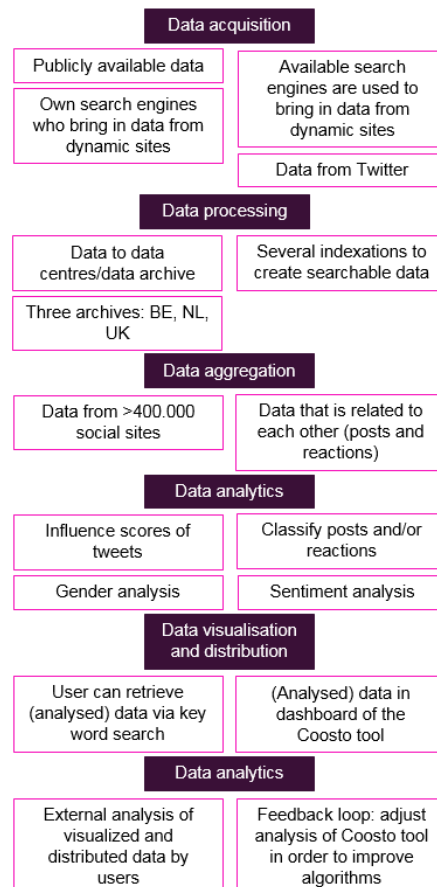 Data acquisition
Publicly available data
Own search engines
who bring in data from
dynamic sites
Available search
engines are used to
bring in data from
dynamic sites
Data from Twitter
Data processing
Data to data
centres/data archive
Three archives: BE, NL,
UK
Several indexations to
create searchable data
Data aggregation
Data from >400.000
social sites
Data that is related to
each other (posts and
reactions)
Data analytics
Influence scores of
tweets
Classify posts and/or
reactions
Gender analysis
Sentiment analysis
Data visualisation
and distribution
User can retrieve
(analysed) data via key
word search
(Analysed) data in
dashboard of the
Coosto tool
Data analytics
External analysis of
visualized and
distributed data by
users
Feedback loop: adjust
analysis of Coosto tool
in order to improve
algorithms